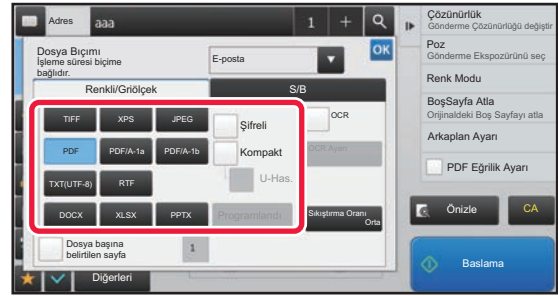 Adres
aaa
1
Dosya Bıçımı
İşleme süresi biçime
bağlıdır.
E-posta
OK
Renkli/Griölçek
S/B
TIFF
XPS
JPEG
Şifreli
OCR
PDF
PDF/A-1a
PDF/A-1b
Kompakt
OCR Ayarı
TXT(UTF-8)
RTF
U-Has.
DOCX
XLSX
PPTX
Programlandı
Sıkıştırma Oranı
Orta
Dosya başına
belirtilen sayfa
1
Diğerleri
Çözünürlük
Gönderme Çözünürlüğü değiştir
Poz
Gönderme Ekspozürünü seç
Renk Modu
BoşSayfa Atla
Orijinaldeki Boş Sayfayı atla
Arkaplan Ayarı
PDF Eğrilik Ayarı
Önizle
CA
Baslama